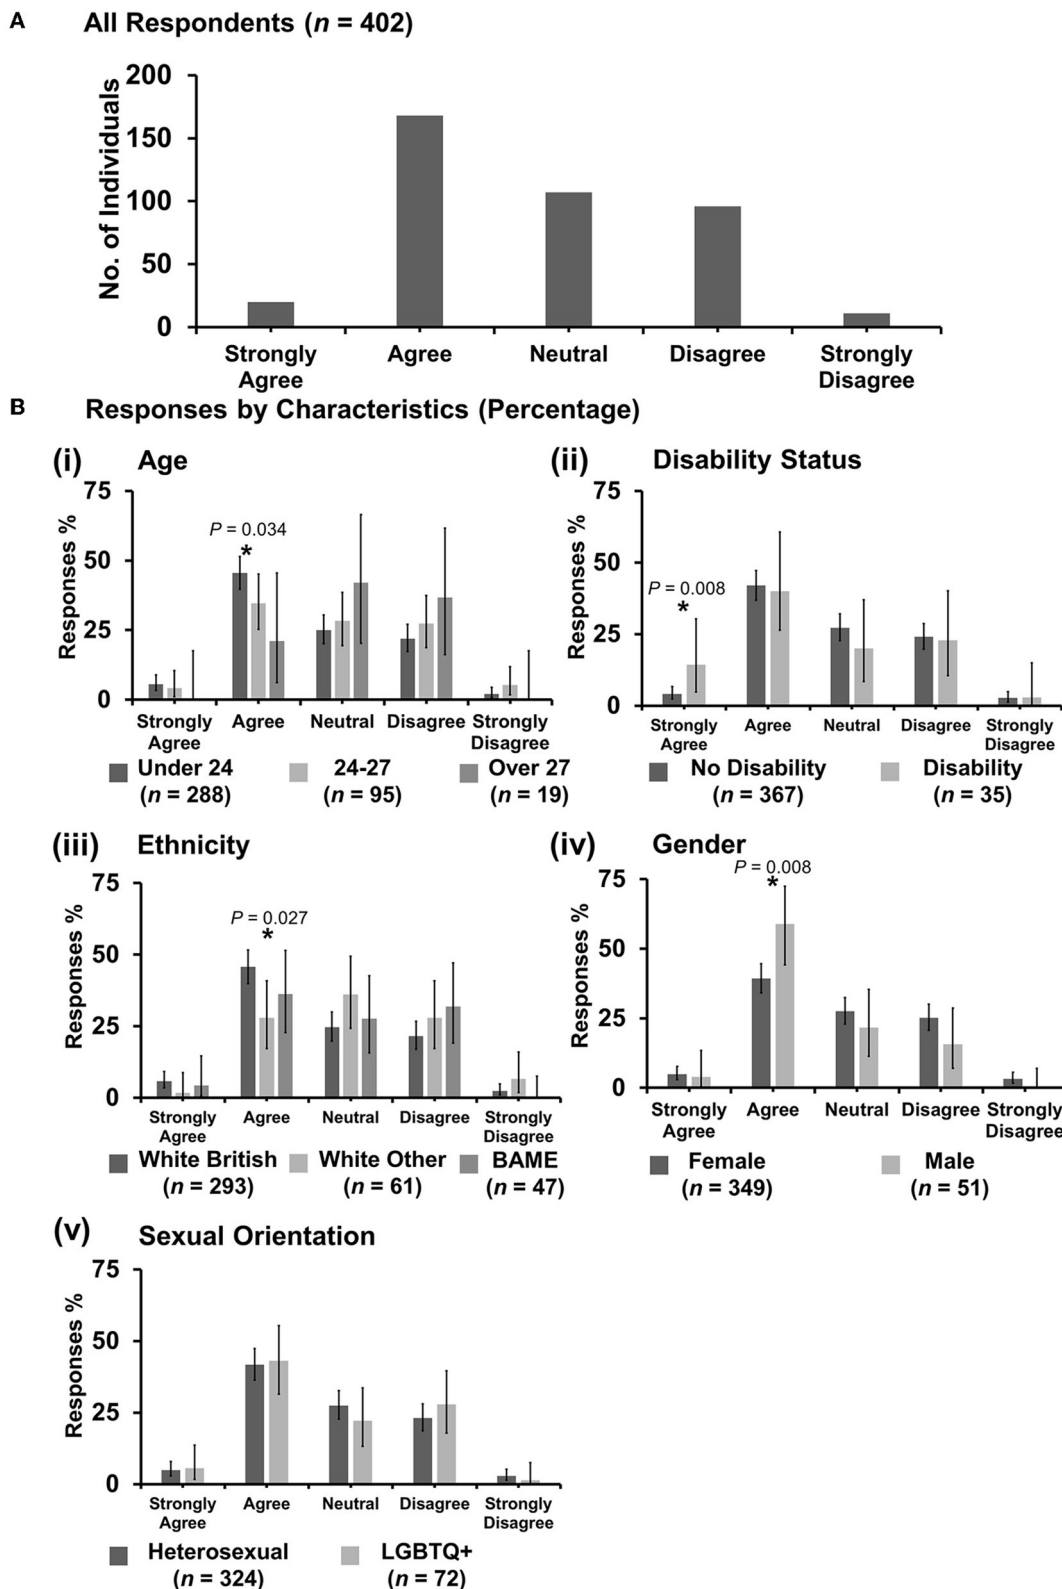 A All Respondents (n = 402)
200
150
100
50
0
No. of Individuals
Strongly Agree Agree Neutral Disagree Strongly Disagree
B Responses by Characteristics (Percentage)
(i) Age
75
50
25
0
Responses %
P = 0.034
*
Strongly Agree Agree Neutral Disagree Strongly Disagree
Under 24 24-27 Over 27
(n = 288) (n = 95) (n = 19)
(ii) Disability Status
75
50
25
0
Responses %
P = 0.008
*
Strongly Agree Agree Neutral Disagree Strongly Disagree
No Disability Disability
(n = 367) (n = 35)
(iii) Ethnicity
75
50
25
0
Responses %
P = 0.027
*
Strongly Agree Agree Neutral Disagree Strongly Disagree
White British White Other BAME
(n = 293) (n = 61) (n = 47)
(iv) Gender
75
50
25
0
Responses %
P = 0.008
*
Strongly Agree Agree Neutral Disagree Strongly Disagree
Female Male
(n = 349) (n = 51)
(v) Sexual Orientation
75
50
25
0
Responses %
Strongly Agree Agree Neutral Disagree Strongly Disagree
Heterosexual LGBTQ+
(n = 324) (n = 72)